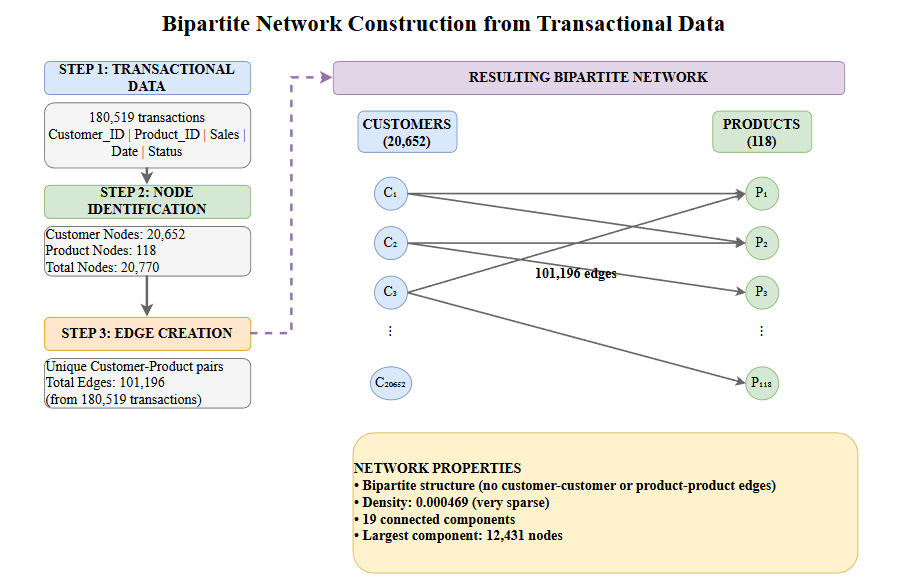 Bipartite Network Construction from Transactional Data
STEP 1: TRANSACTIONAL
DATA
180,519 transactions
Customer_ID | Product_ID | Sales |
Date | Status
STEP 2: NODE
IDENTIFICATION
Customer Nodes: 20,652
Product Nodes: 118
Total Nodes: 20,770
STEP 3: EDGE CREATION
Unique Customer-Product pairs
Total Edges: 101,196
(from 180,519 transactions)
RESULTING BIPARTITE NETWORK
CUSTOMERS
(20,652)
PRODUCTS
(118)
C₁
P₁
C₂
P₂
101,196 edges
C₃
P₃
⋮
⋮
C₂₀₆₅₂
P₁₁₈
NETWORK PROPERTIES
• Bipartite structure (no customer-customer or product-product edges)
• Density: 0.000469 (very sparse)
• 19 connected components
• Largest component: 12,431 nodes